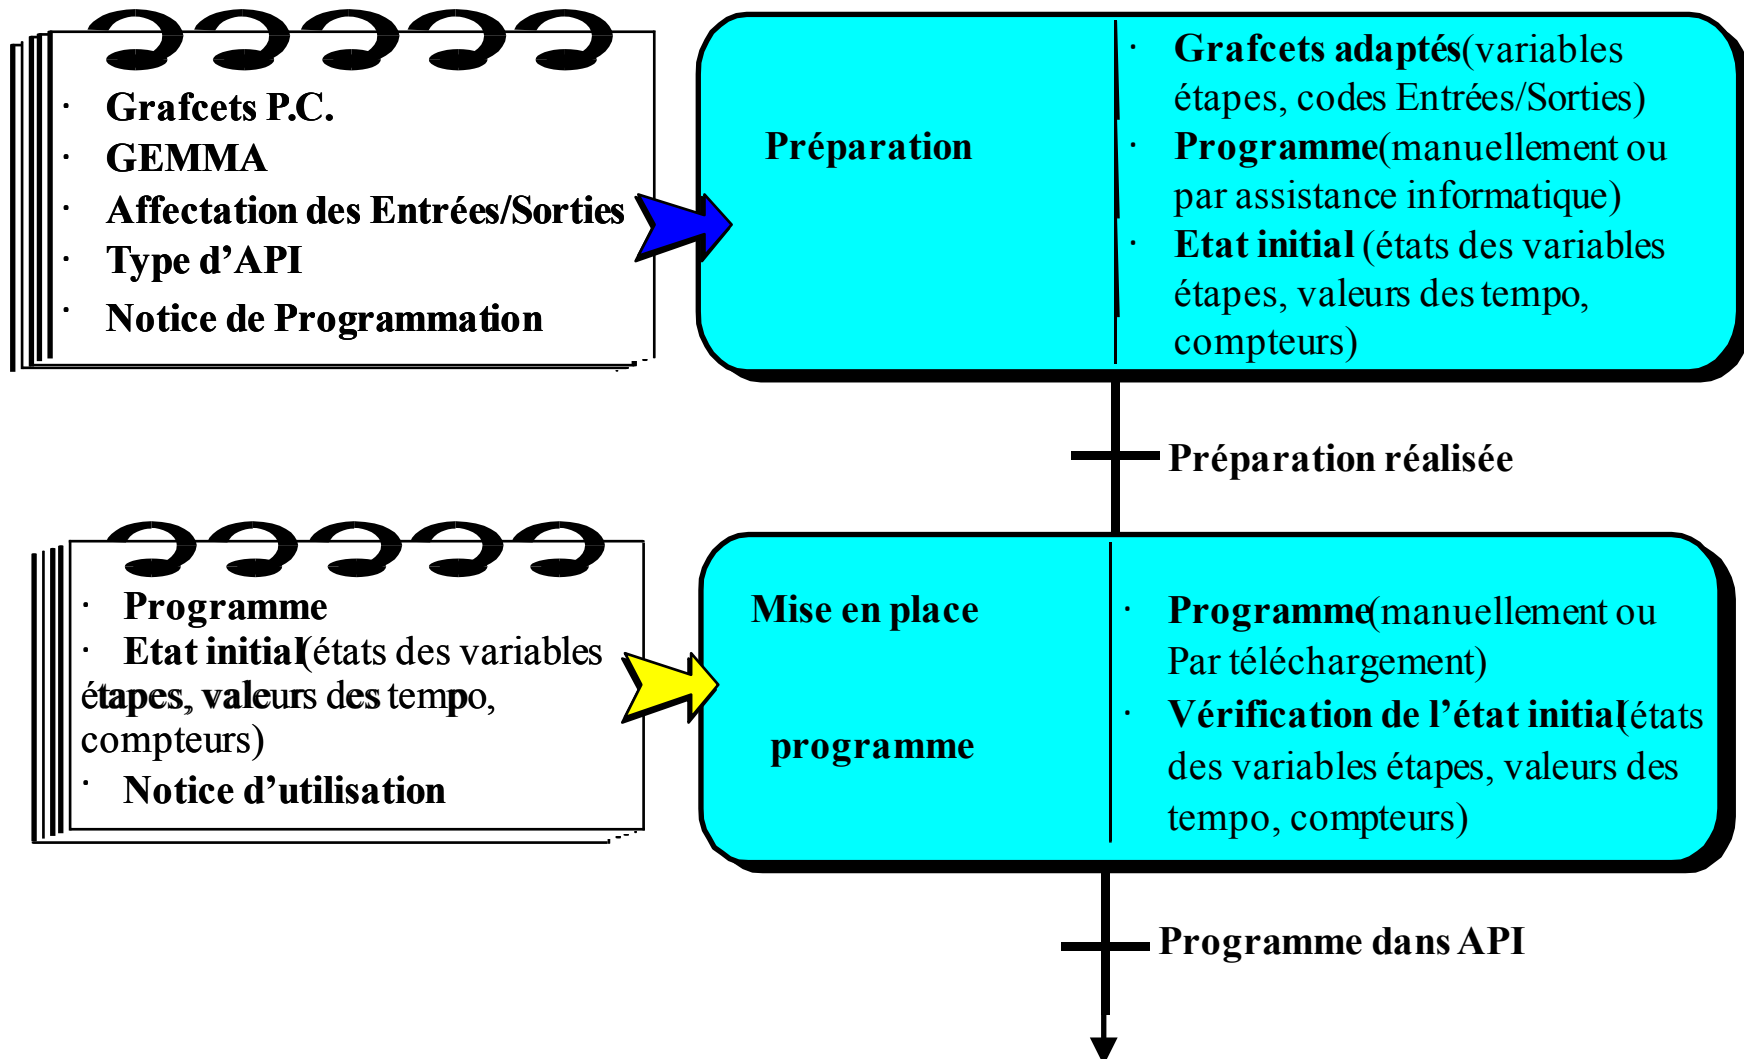 · Grafcets P.C.
· GEMMA
· Affectation des Entrées/Sorties
· Type d’API
· Notice de Programmation
Préparation
· Grafcets adaptés(variables
étapes, codes Entrées/Sorties)
· Programme(manuellement ou
par assistance informatique)
· Etat initial (états des variables
étapes, valeurs des tempo,
compteurs)
Préparation réalisée
· Programme
· Etat initial(états des variables
étapes, valeurs des tempo,
compteurs)
· Notice d’utilisation
Mise en place
programme
· Programme(manuellement ou
Par téléchargement)
· Vérification de l’état initial(états
des variables étapes, valeurs des
tempo, compteurs)
Programme dans API